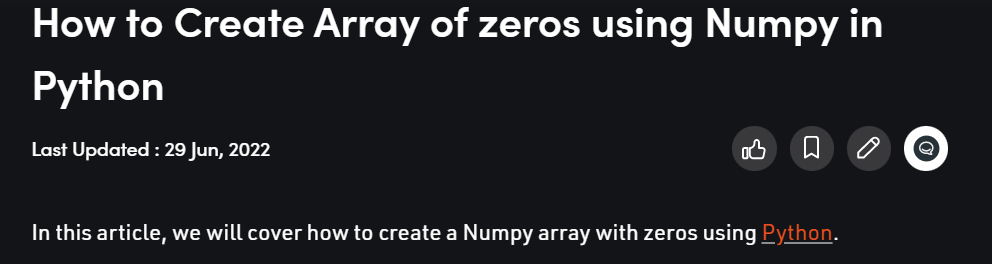 How to Create Array of zeros using Numpy in
Python
Last Updated : 29 Jun, 2022
In this article, we will cover how to create a Numpy array with zeros using Python.